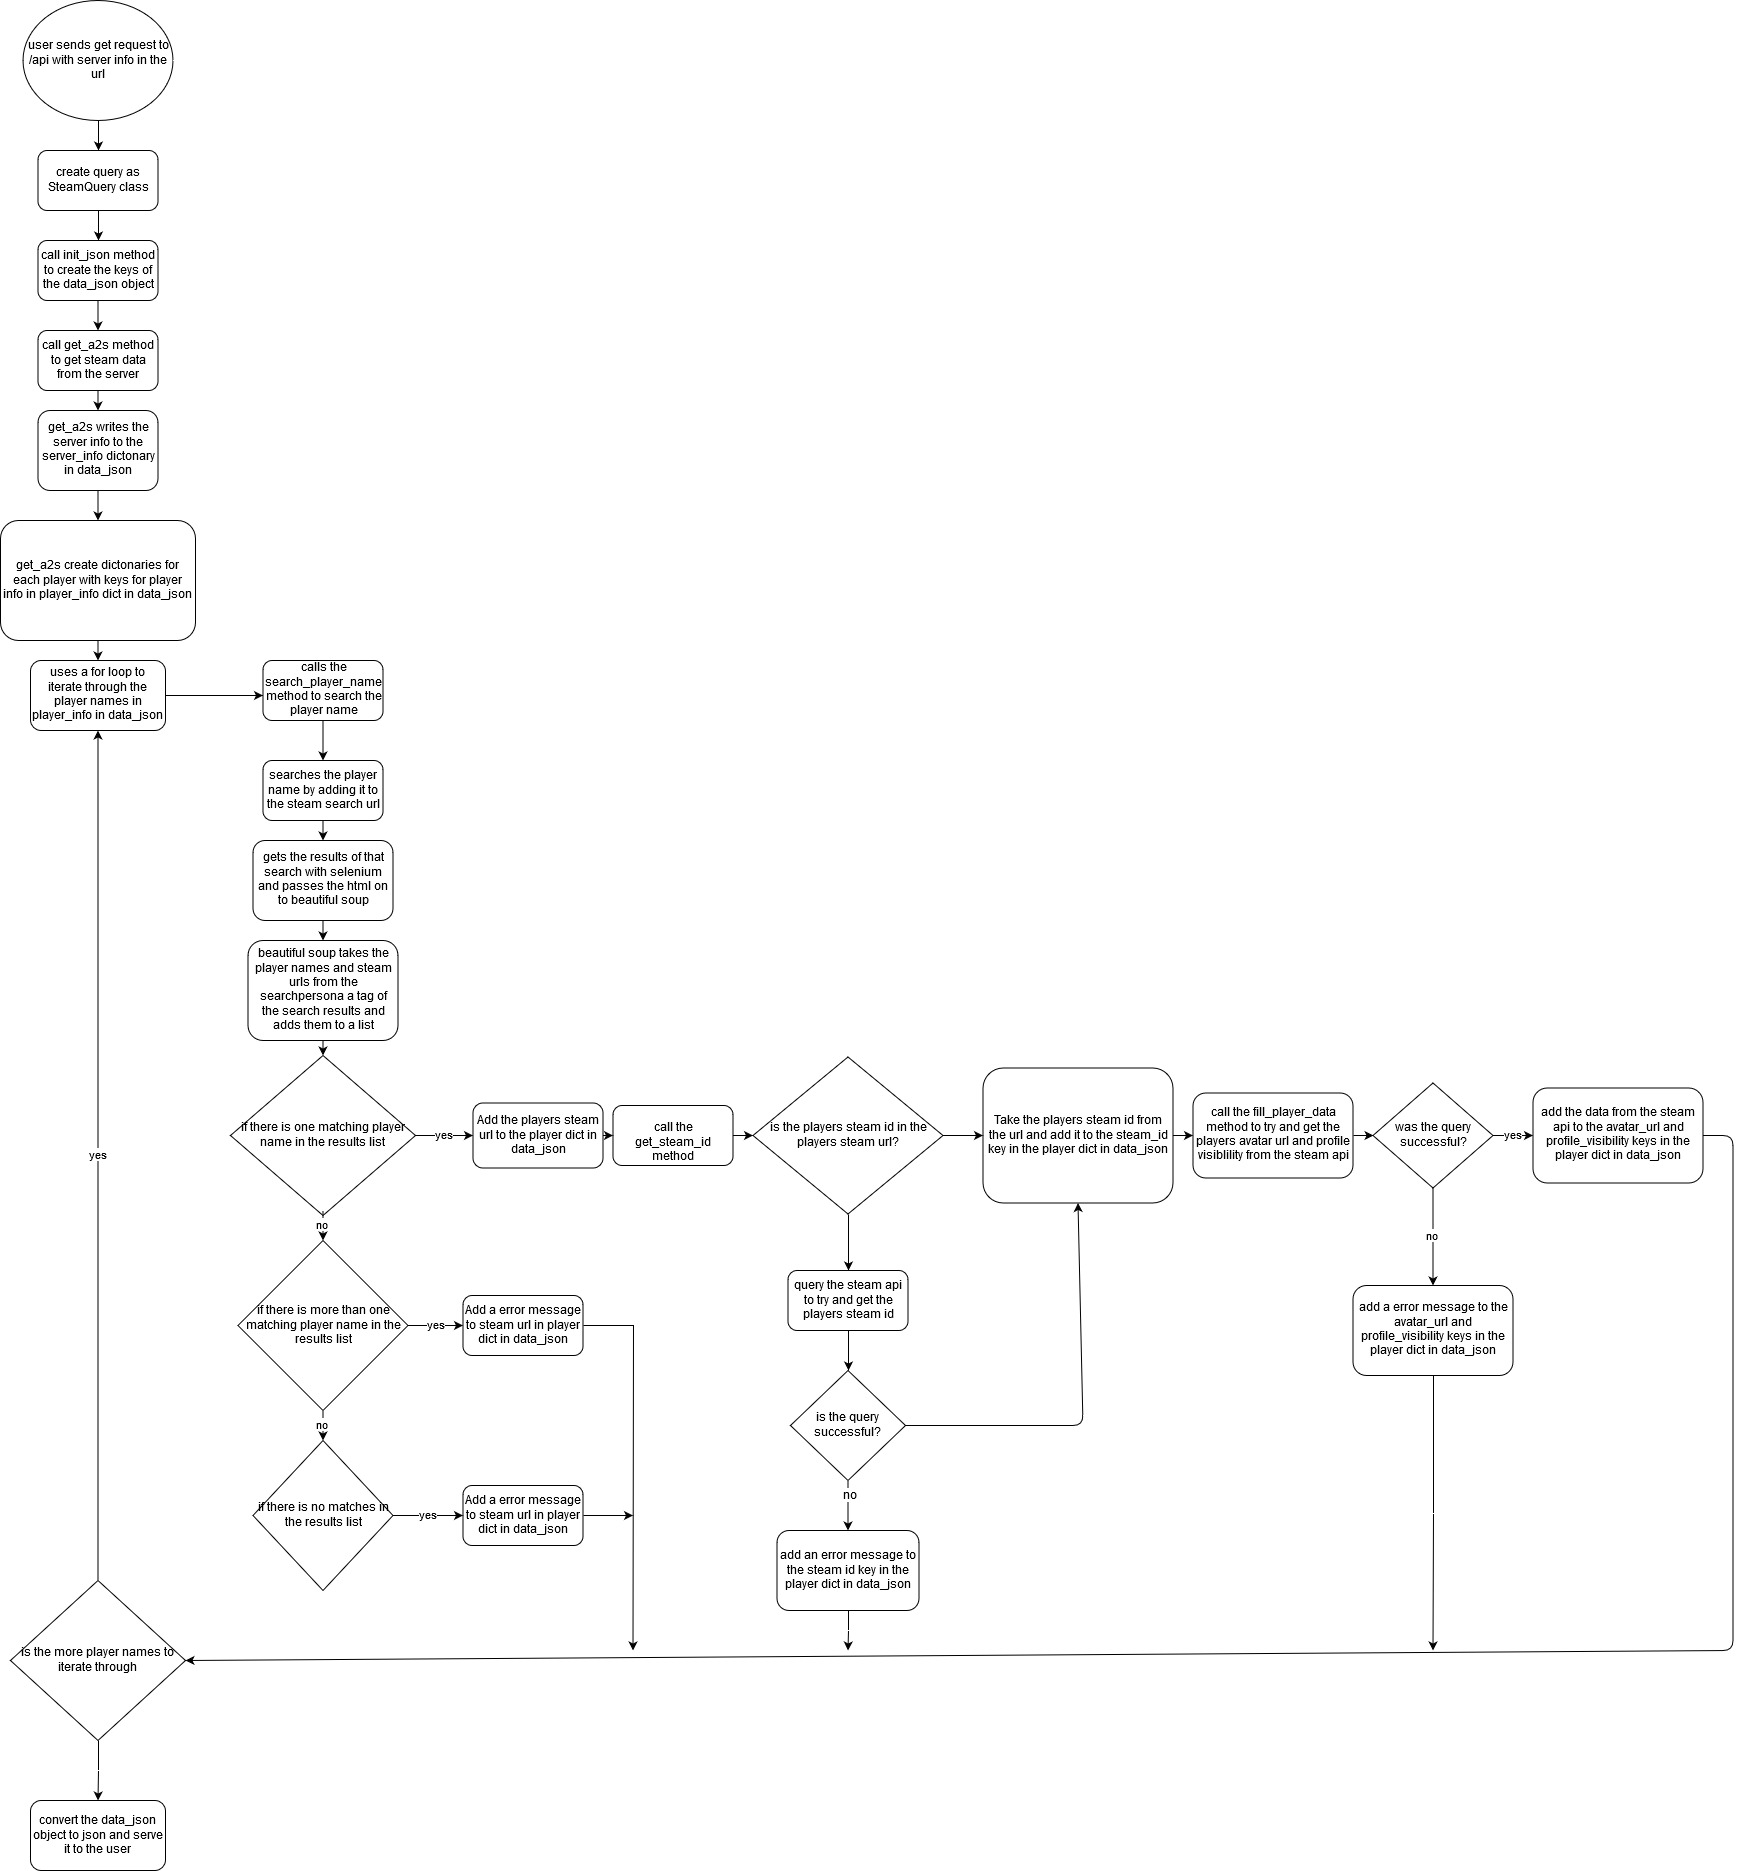 user sends get request to
/api with server info in the
url
create query as
SteamQuery class
call init_json method
to create the keys of
the data_json object
call get_a2s method
to get steam data
from the server
get_a2s writes the
server info to the
server_info dictonary
in data_json
get_a2s create dictonaries for
each player with keys for player
info in player_info dict in data_json
uses a for loop to
iterate through the
player names in
player_info in data_json
calls the
search_player_name
method to search the
player name
searches the player
name by adding it to
the steam search url
gets the results of that
search with selenium
and passes the html on
to beautiful soup
beautiful soup takes the
player names and steam
urls from the
searchpersona a tag of
the search results and
adds them to a list
if there is one matching player
name in the results list
yes
Add the players steam
url to the player dict in
data_json
call the
get_steam_id
method
is the players steam id in the
players steam url?
Take the players steam id from
the url and add it to the steam_id
key in the player dict in data_json
call the fill_player_data
method to try and get the
players avatar url and profile
visiblility from the steam api
was the query
successful?
yes
add the data from the steam
api to the avatar_url and
profile_visibility keys in the
player dict in data_json
no
if there is more than one
matching player name in the
results list
yes
Add a error message
to steam url in player
dict in data_json
no
if there is no matches in
the results list
yes
Add a error message
to steam url in player
dict in data_json
query the steam api
to try and get the
players steam id
is the query
successful?
no
add an error message to
the steam id key in the
player dict in data_json
no
add a error message to the
avatar_url and
profile_visibility keys in the
player dict in data_json
yes
is the more player names to
iterate through
convert the data_json
object to json and serve
it to the user